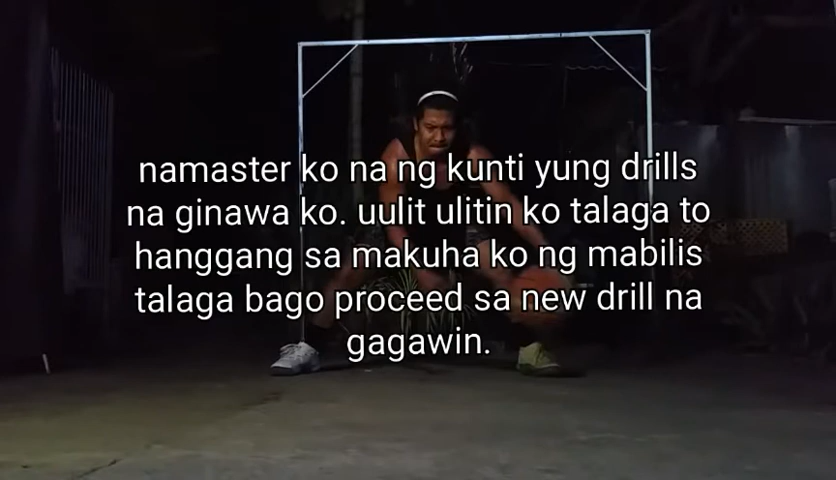 namaster ko na ng kunti yung drills
na ginawa ko. uulit ulitin ko talaga to
hanggang sa makuha ko ng mabilis
talaga bago proceed sa new drill na
gagawin.